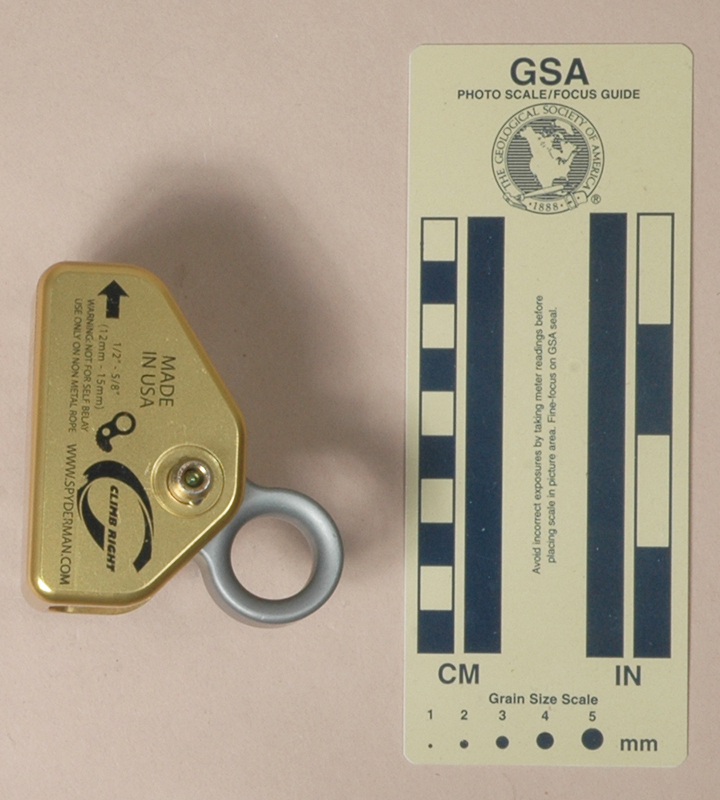 MADE
IN USA
1/2" - 5/8"
(12mm - 15mm)
WARNING: NOT FOR SELF BELAY
USE ONLY ON NON METAL ROPE
CLIMB RIGHT
WWW.SPYDERMAN.COM
GSA
PHOTO SCALE/FOCUS GUIDE
THE GEOLOGICAL SOCIETY OF AMERICA
·1888·
®
Avoid incorrect exposures by taking meter readings before
placing scale in picture area. Fine-focus on GSA seal.
CM
IN
Grain Size Scale
1 2 3 4 5
mm